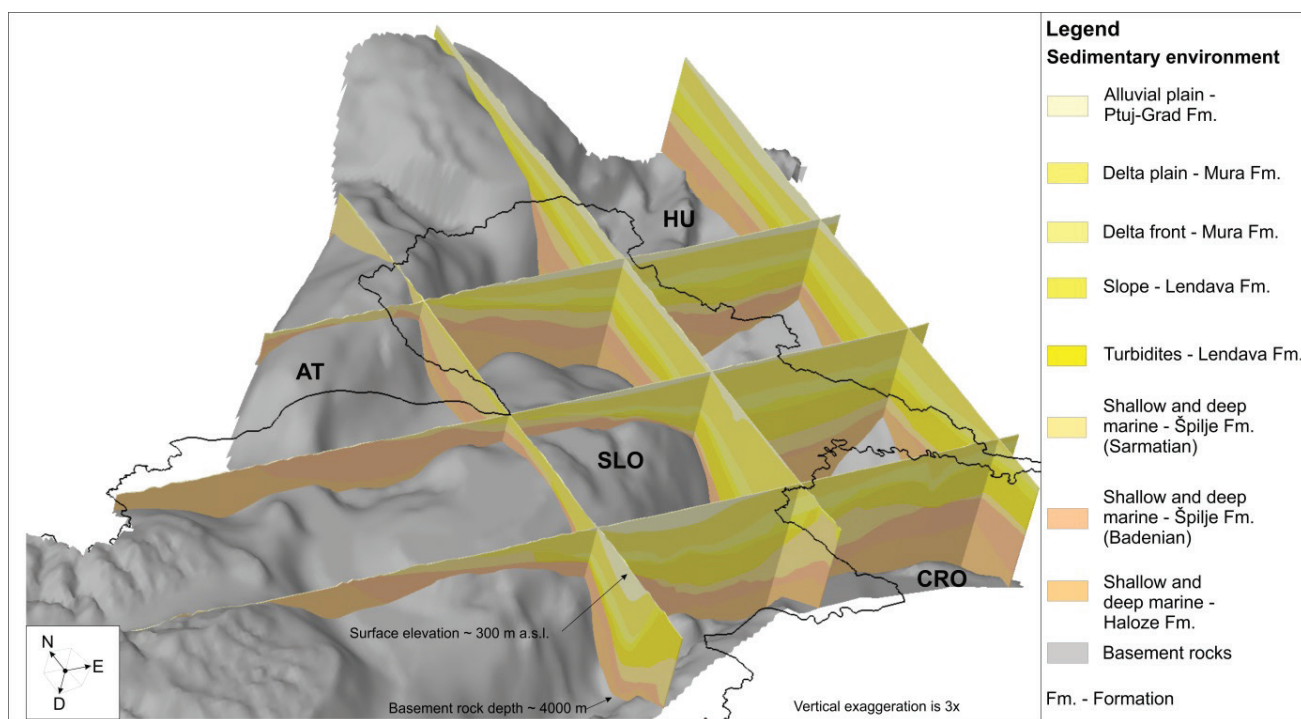 HU
AT
SLO
CRO
Surface elevation ~ 300 m a.s.l.
Basement rock depth ~ 4000 m
Vertical exaggeration is 3x
N
E
D
Legend
Sedimentary environment
Alluvial plain -
Ptuj-Grad Fm.
Delta plain - Mura Fm.
Delta front - Mura Fm.
Slope - Lendava Fm.
Turbidites - Lendava Fm.
Shallow and deep
marine - Špilje Fm.
(Sarmatian)
Shallow and deep
marine - Špilje Fm.
(Badenian)
Shallow and
deep marine -
Haloze Fm.
Basement rocks
Fm. - Formation